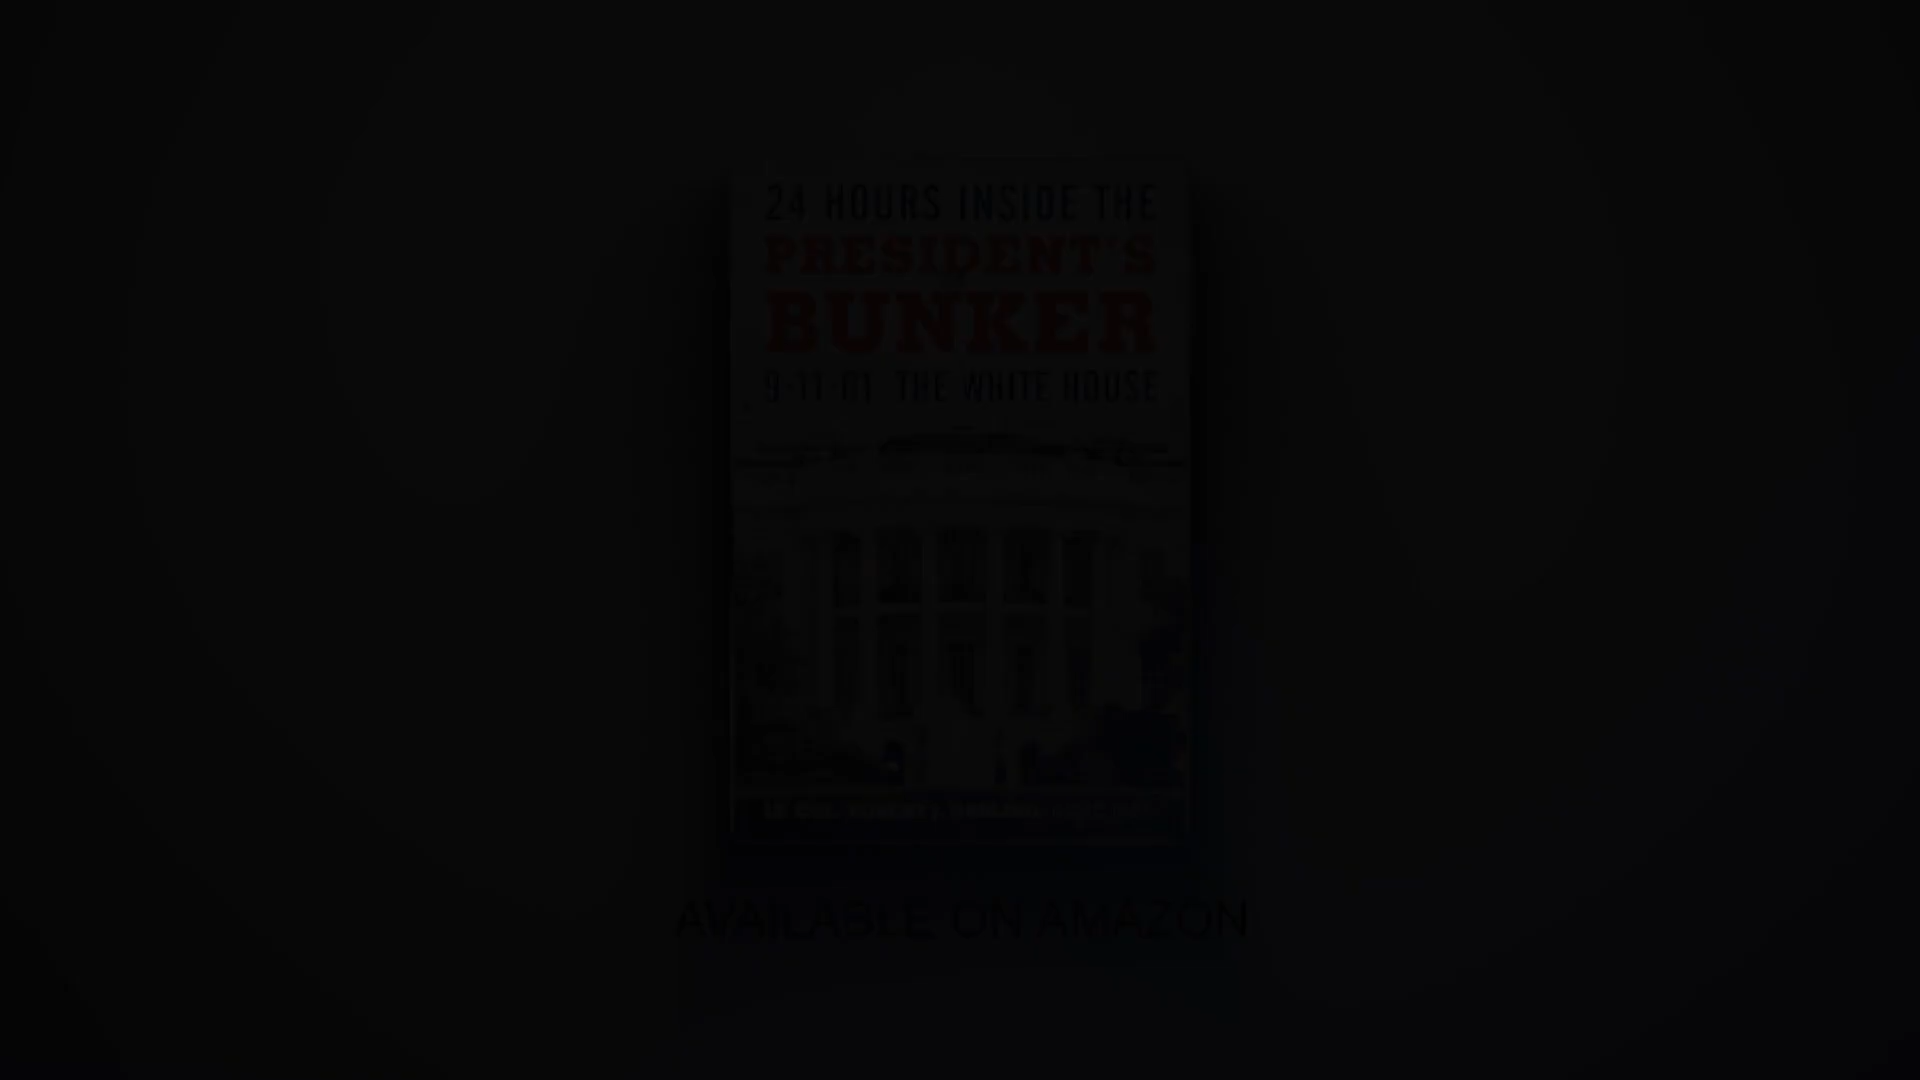 24 HOURS INSIDE THE
PRESIDENT'S
BUNKER
9-11-01 THE WHITE HOUSE
AVAILABLE ON AMAZON